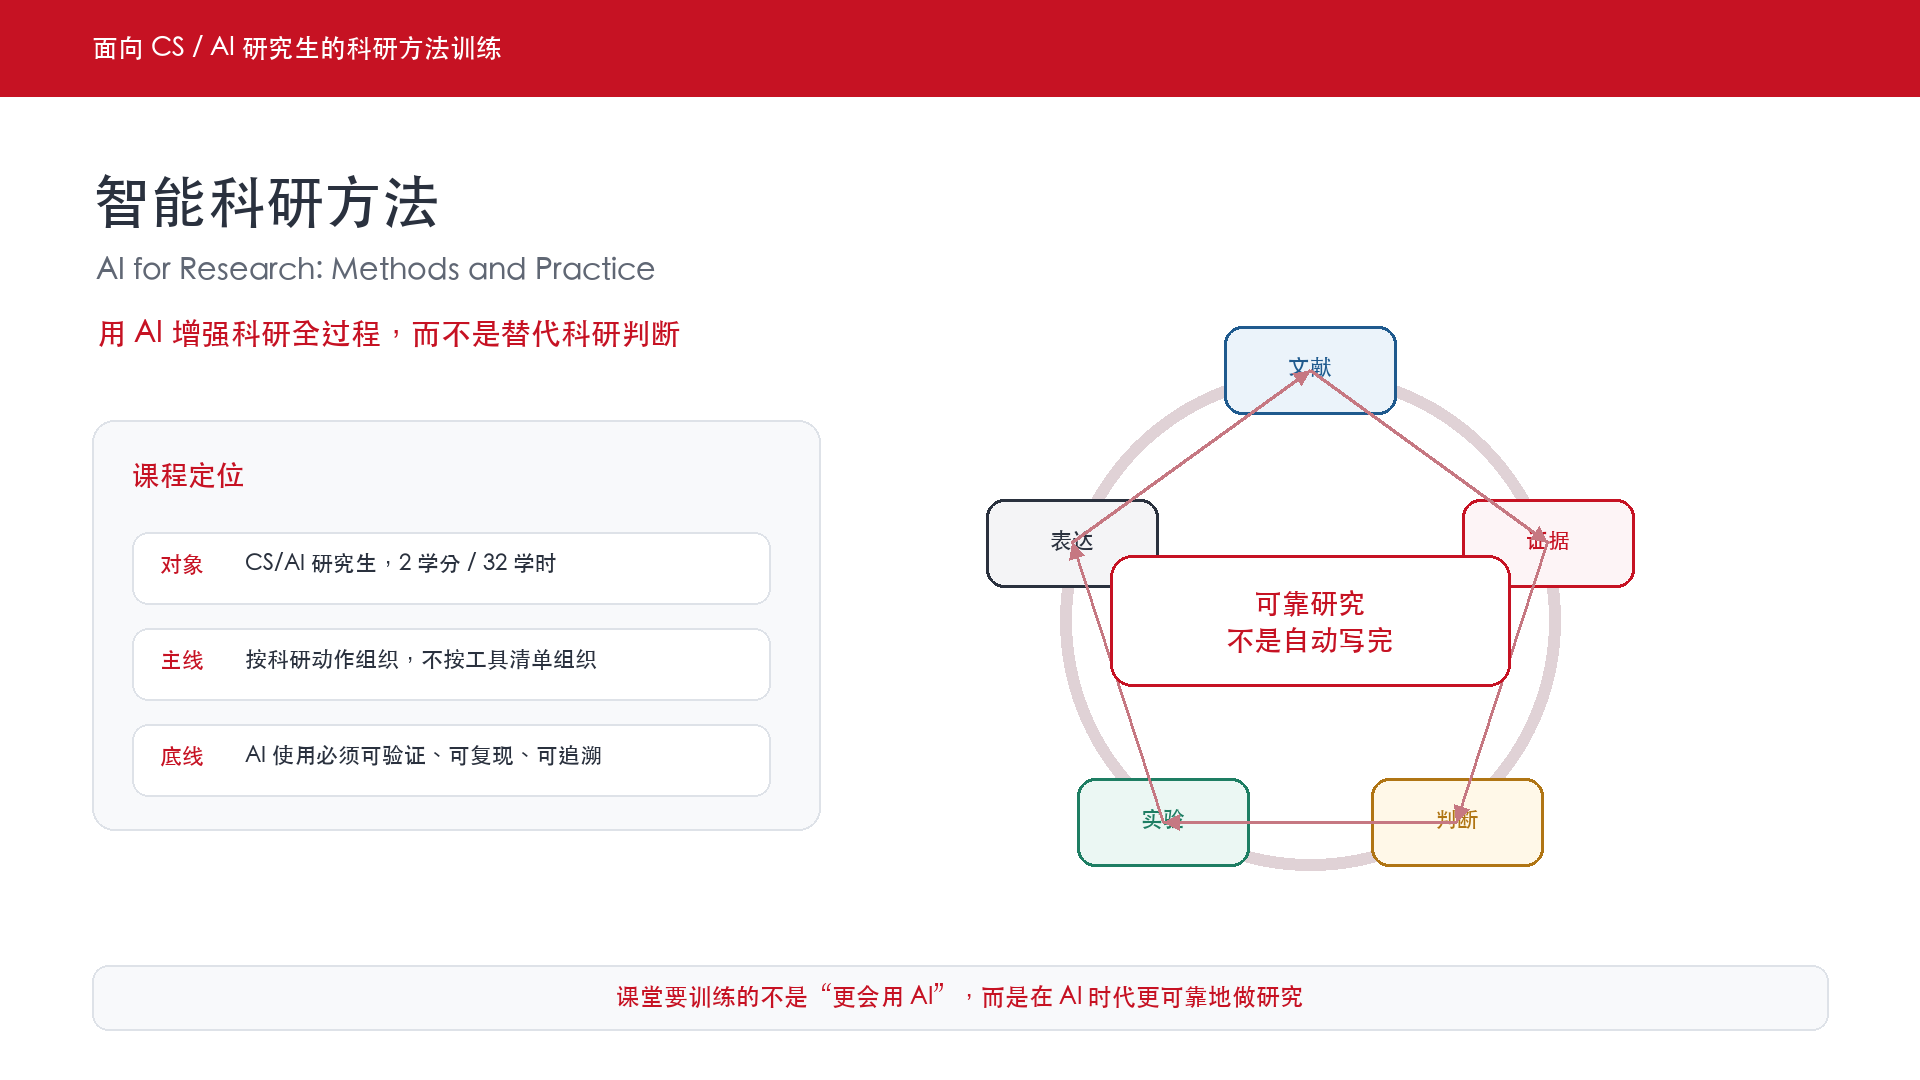 面向 CS / AI 研究生的科研方法训练
智能科研方法
AI for Research: Methods and Practice
用 AI 增强科研全过程，而不是替代科研判断
课程定位
对象 CS/AI 研究生，2 学分 / 32 学时
主线 按科研动作组织，不按工具清单组织
底线 AI 使用必须可验证、可复现、可追溯
文献
表达
证据
可靠研究
不是自动写完
实验
判断
课堂要训练的不是“更会用 AI”，而是在 AI 时代更可靠地做研究